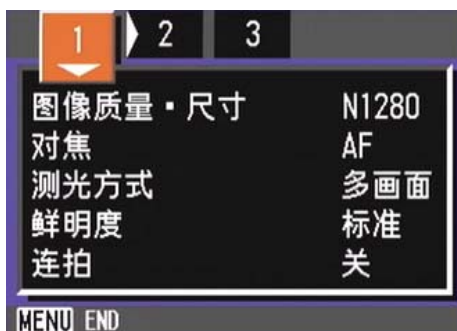 1 2 3
图像质量·尺寸 N1280
对焦 AF
测光方式 多画面
鲜明度 标准
连拍 关
MENU END